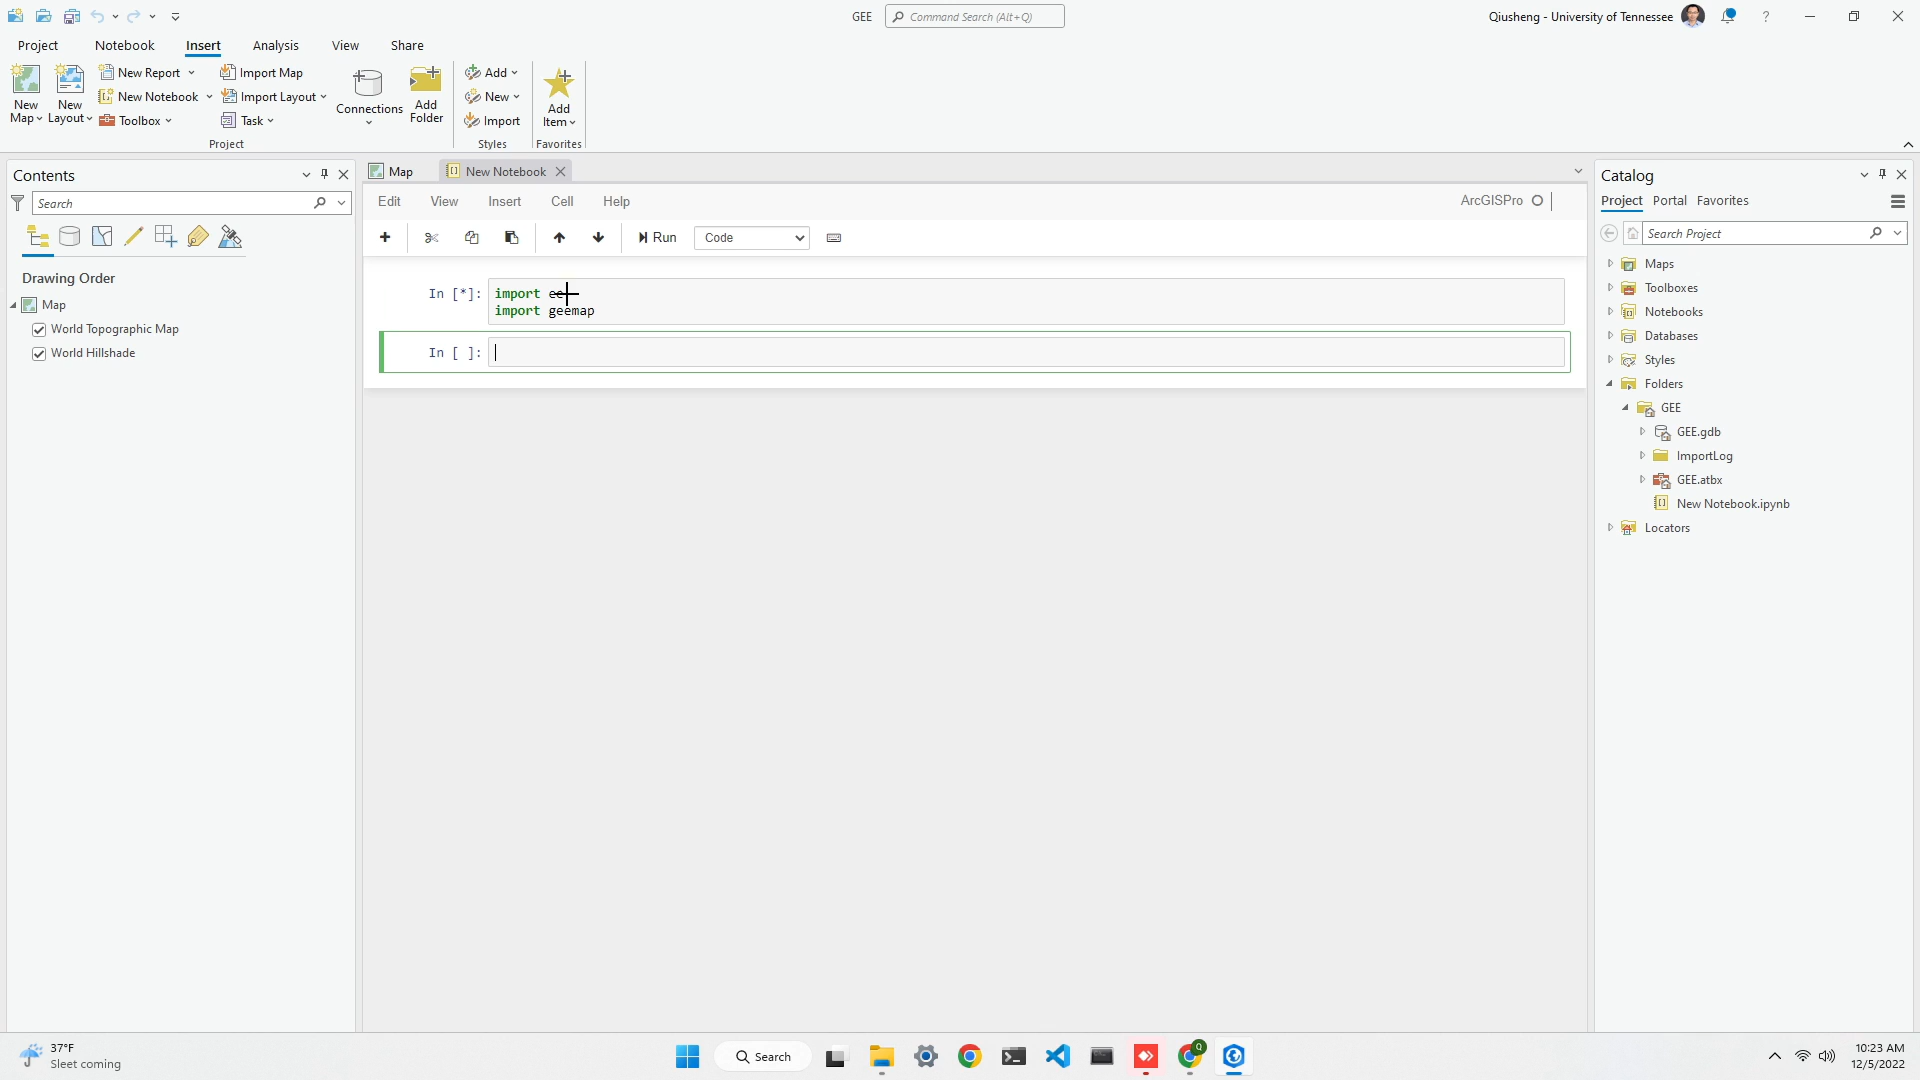 GEE
Command Search (Alt+Q)
Qiusheng - University of Tennessee
?
Project
Notebook
Insert
Analysis
View
Share
New Map
New Layout
New Report
New Notebook
Toolbox
Import Map
Import Layout
Task
Connections
Add Folder
Project
Add
New
Import
Styles
Add Item
Favorites
Contents
Search
Drawing Order
Map
World Topographic Map
World Hillshade
Map
New Notebook
Edit
View
Insert
Cell
Help
ArcGISPro
Run
Code
In [*]:
import ee
import geemap
In [ ]:
Catalog
Project
Portal
Favorites
Search Project
Maps
Toolboxes
Notebooks
Databases
Styles
Folders
GEE
GEE.gdb
ImportLog
GEE.atbx
New Notebook.ipynb
Locators
37°F
Sleet coming
Search
Q
10:23 AM
12/5/2022